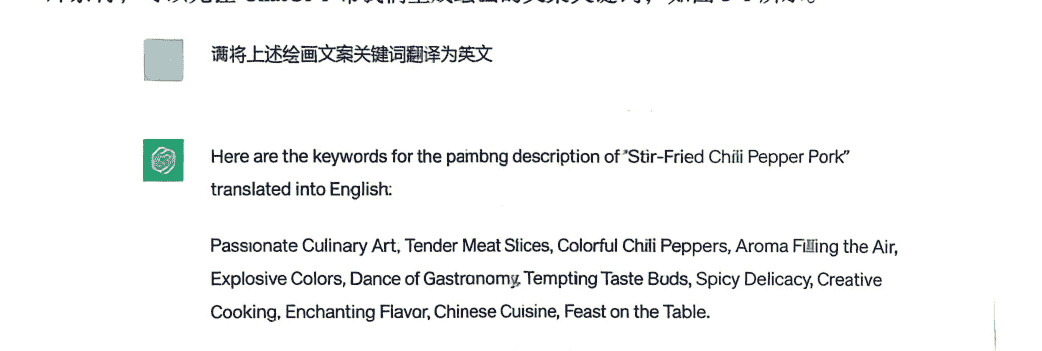 请将上述绘画文案关键词翻译为英文
Here are the keywords for the painting description of "Stir-Fried Chili Pepper Pork"
translated into English:
Passionate Culinary Art, Tender Meat Slices, Colorful Chili Peppers, Aroma Filling the Air,
Explosive Colors, Dance of Gastronomy, Tempting Taste Buds, Spicy Delicacy, Creative
Cooking, Enchanting Flavor, Chinese Cuisine, Feast on the Table.